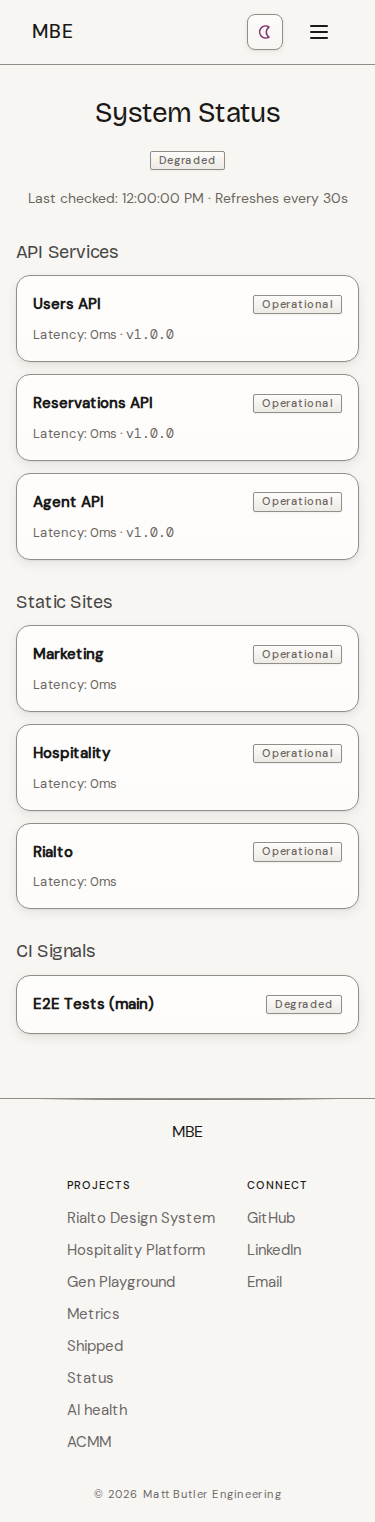 MBE
System Status
Degraded
Last checked: 12:00:00 PM · Refreshes every 30s
API Services
Users API
Operational
Latency: 0ms · v1.0.0
Reservations API
Operational
Latency: 0ms · v1.0.0
Agent API
Operational
Latency: 0ms · v1.0.0
Static Sites
Marketing
Operational
Latency: 0ms
Hospitality
Operational
Latency: 0ms
Rialto
Operational
Latency: 0ms
CI Signals
E2E Tests (main)
Degraded
MBE
PROJECTS
Rialto Design System
Hospitality Platform
Gen Playground
Metrics
Shipped
Status
AI health
ACMM
CONNECT
GitHub
LinkedIn
Email
© 2026 Matt Butler Engineering